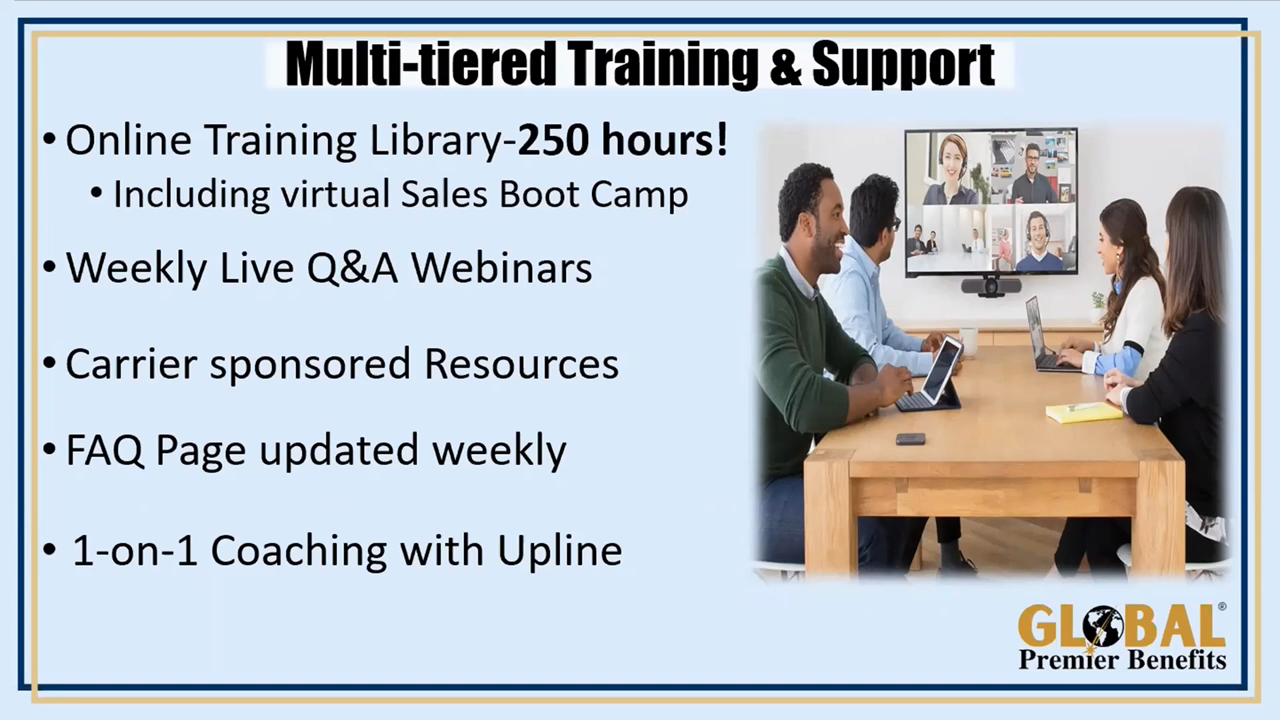 Multi-tiered Training & Support
• Online Training Library-250 hours!
• Including virtual Sales Boot Camp
• Weekly Live Q&A Webinars
• Carrier sponsored Resources
• FAQ Page updated weekly
• 1-on-1 Coaching with Upline
GLOBAL®
Premier Benefits